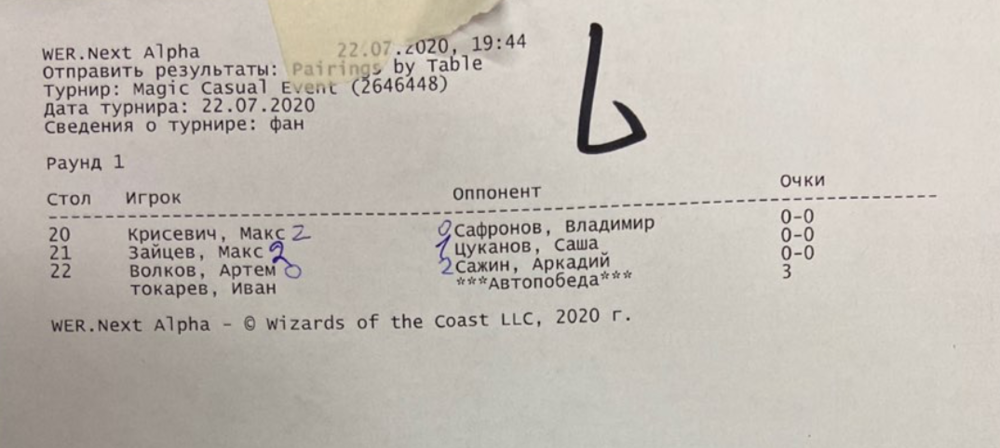 WER.Next Alpha 22.07.2020, 19:44
Отправить результаты: Pairings by Table
Турнир: Magic Casual Event (2646448)
Дата турнира: 22.07.2020
Сведения о турнире: фан
Раунд 1
Стол Игрок Оппонент Очки
20 Крисевич, Макс 2 0 Сафронов, Владимир 0-0
21 Зайцев, Макс 2 1 Цуканов, Саша 0-0
22 Волков, Артем 0 2 Сажин, Аркадий 0-0
токарев, Иван ***Автопобеда*** 3
WER.Next Alpha - © Wizards of the Coast LLC, 2020 г.